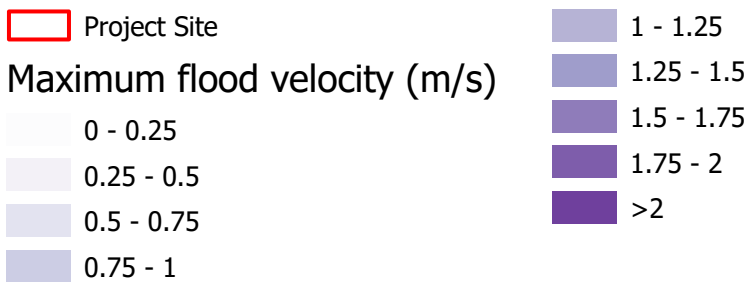 Project Site
Maximum flood velocity (m/s)
0 - 0.25
0.25 - 0.5
0.5 - 0.75
0.75 - 1
1 - 1.25
1.25 - 1.5
1.5 - 1.75
1.75 - 2
>2